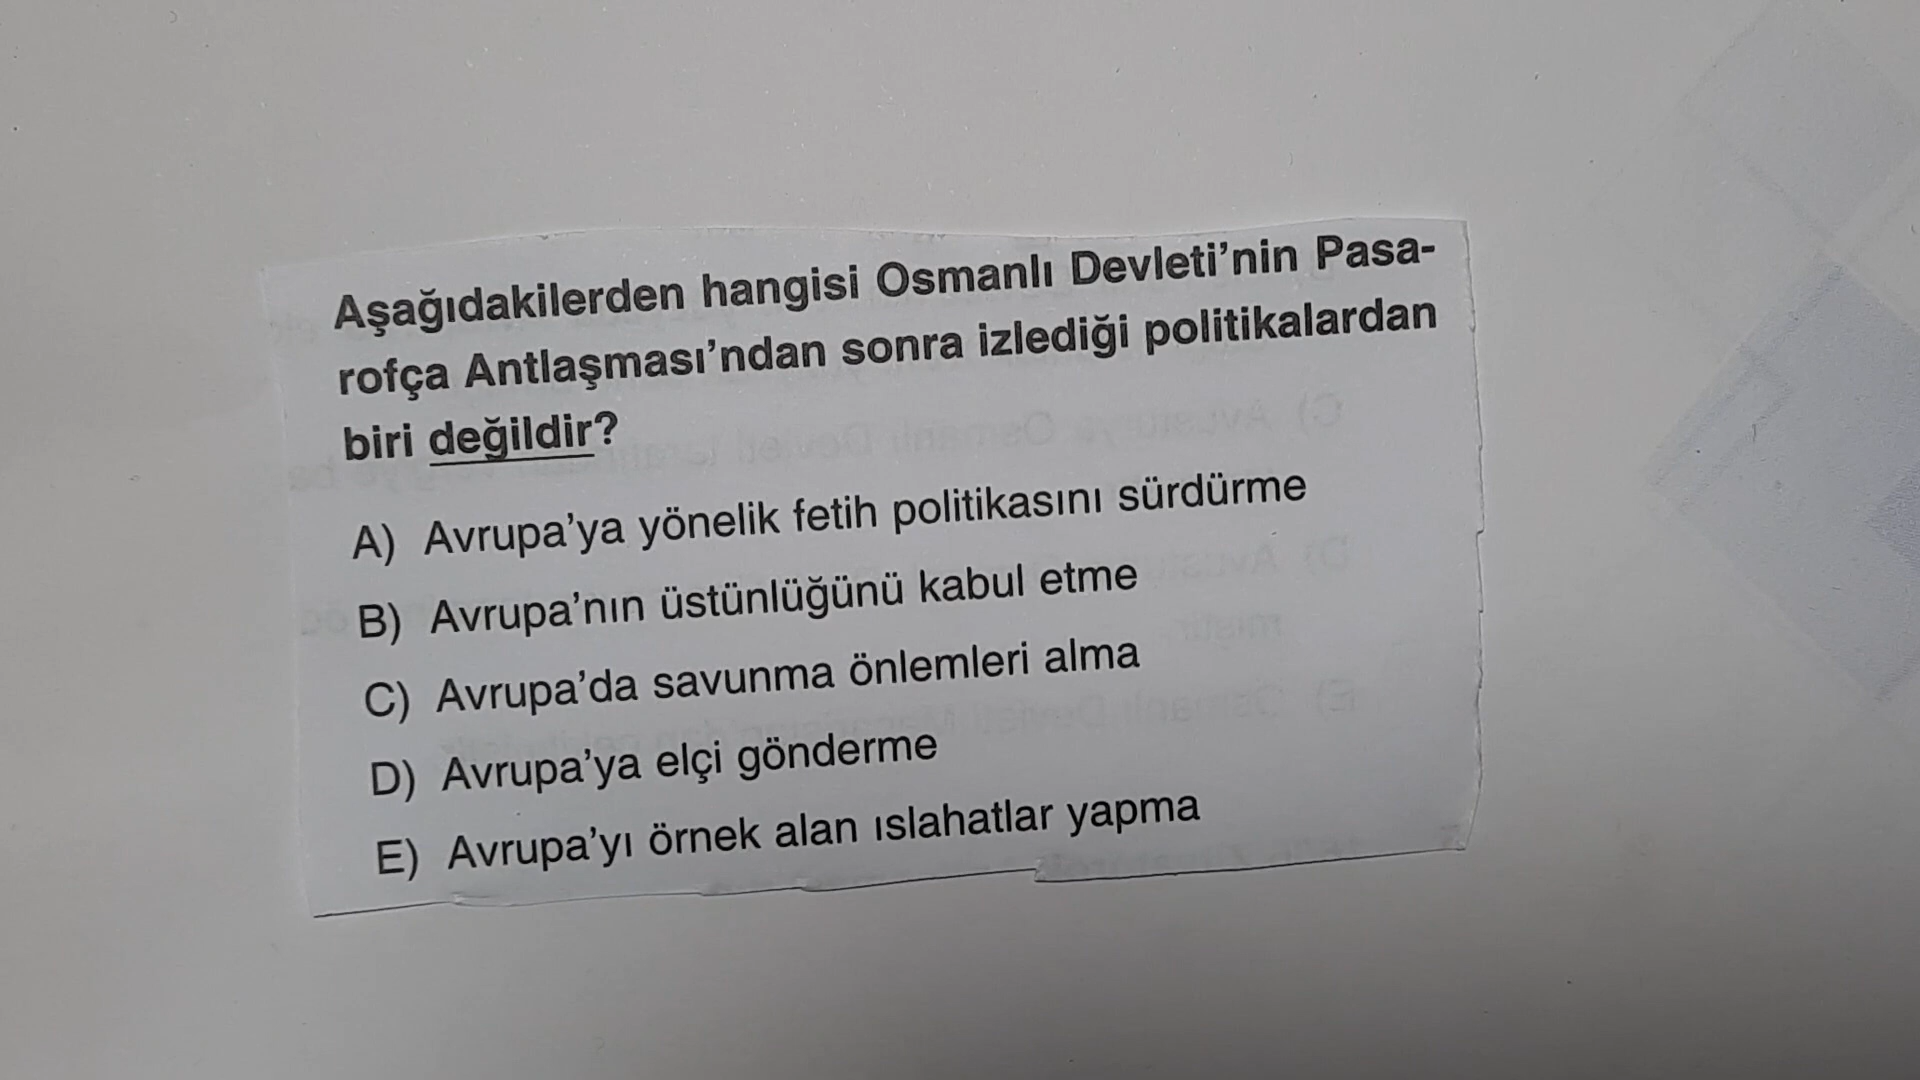 Aşağıdakilerden hangisi Osmanlı Devleti'nin Pasa-
rofça Antlaşması'ndan sonra izlediği politikalardan
biri değildir?
A) Avrupa'ya yönelik fetih politikasını sürdürme
B) Avrupa'nın üstünlüğünü kabul etme
C) Avrupa'da savunma önlemleri alma
D) Avrupa'ya elçi gönderme
E) Avrupa'yı örnek alan ıslahatlar yapma